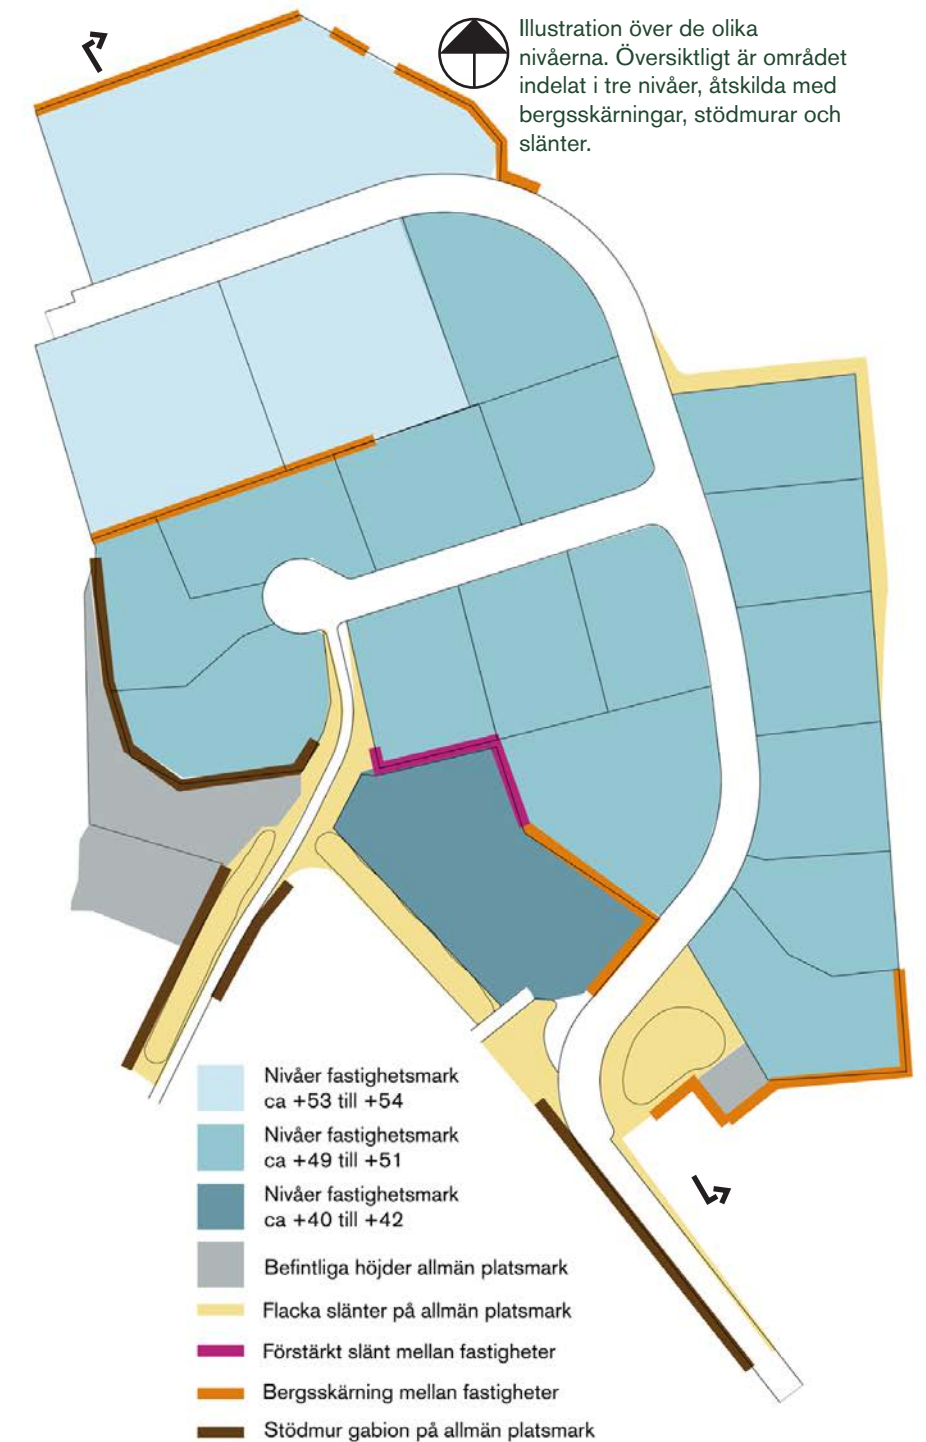 Illustration över de olika
nivåerna. Översiktligt är området
indelat i tre nivåer, åtskilda med
bergsskärningar, stödmurar och
slänter.
Nivåer fastighetsmark
ca +53 till +54
Nivåer fastighetsmark
ca +49 till +51
Nivåer fastighetsmark
ca +40 till +42
Befintliga höjder allmän platsmark
Flacka slänter på allmän platsmark
Förstärkt slänt mellan fastigheter
Bergsskärning mellan fastigheter
Stödmur gabion på allmän platsmark